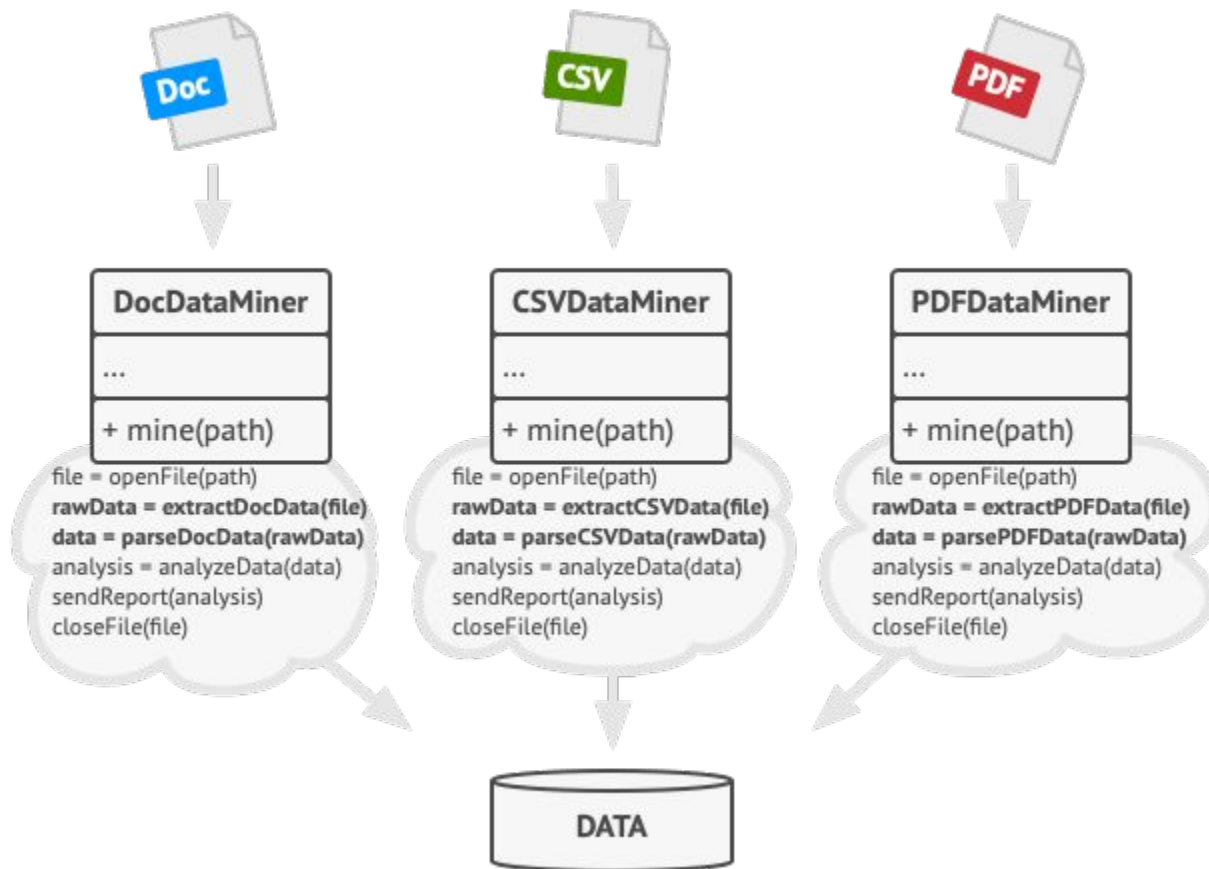 Doc
CSV
PDF
DocDataMiner
...
+ mine(path)
file = openFile(path)
rawData = extractDocData(file)
data = parseDocData(rawData)
analysis = analyzeData(data)
sendReport(analysis)
closeFile(file)
CSVDataMiner
...
+ mine(path)
file = openFile(path)
rawData = extractCSVData(file)
data = parseCSVData(rawData)
analysis = analyzeData(data)
sendReport(analysis)
closeFile(file)
PDFDataMiner
...
+ mine(path)
file = openFile(path)
rawData = extractPDFData(file)
data = parsePDFData(rawData)
analysis = analyzeData(data)
sendReport(analysis)
closeFile(file)
DATA